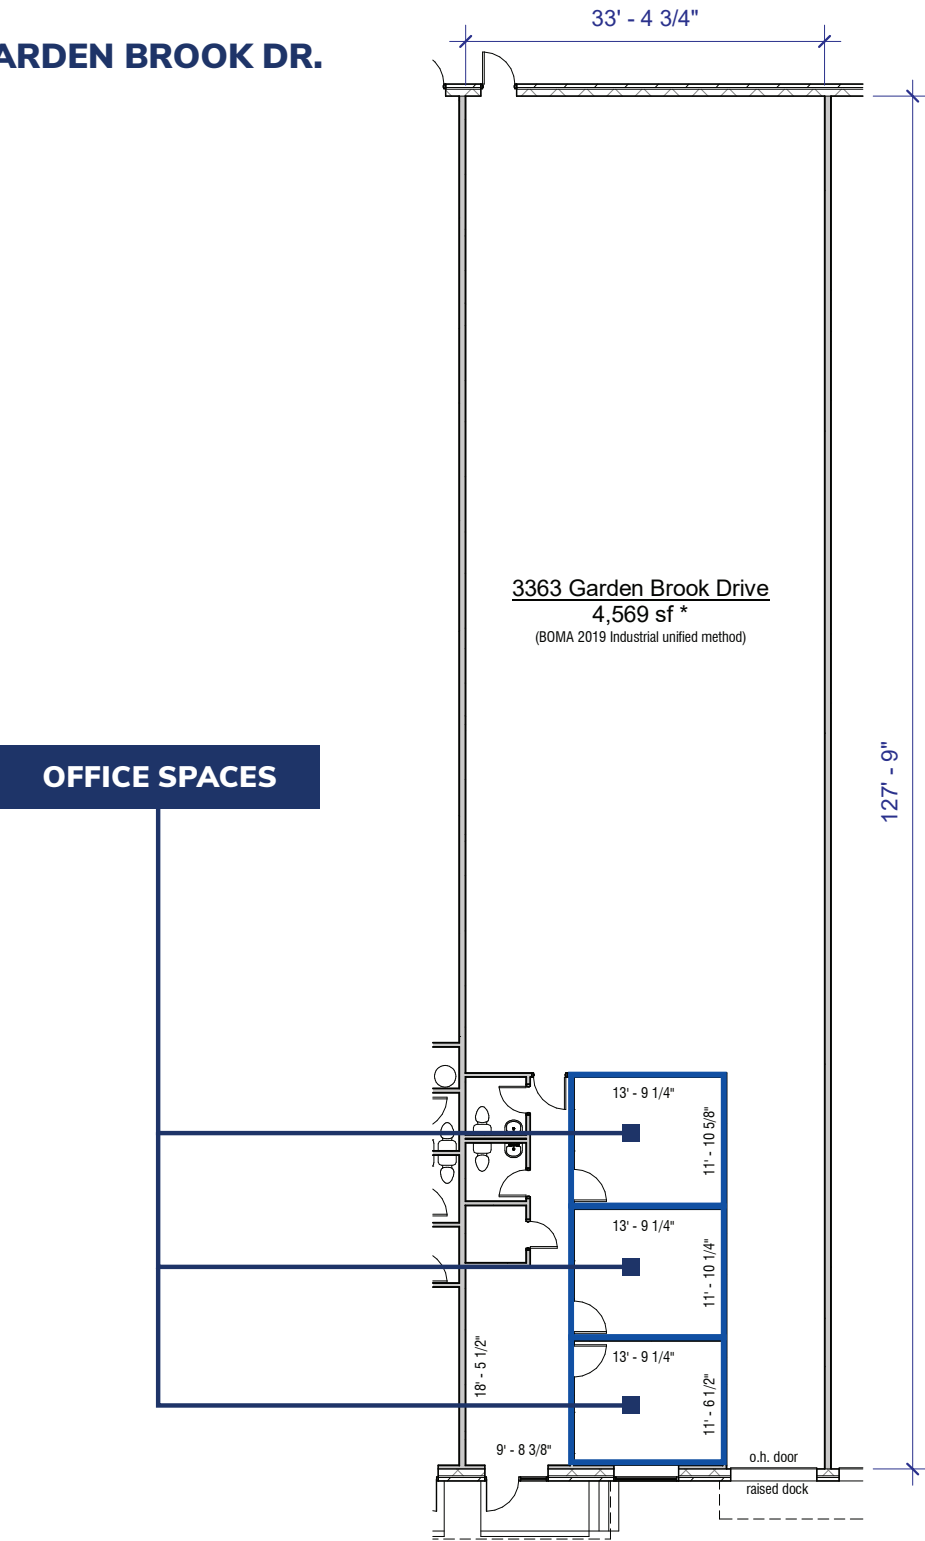 ARDEN BROOK DR.
33' - 4 3/4"
3363 Garden Brook Drive
4,569 sf *
(BOMA 2019 Industrial unified method)
127' - 9"
OFFICE SPACES
13' - 9 1/4"
11' - 10 5/8"
13' - 9 1/4"
11' - 10 1/4"
18' - 5 1/2"
13' - 9 1/4"
11' - 6 1/2"
9' - 8 3/8"
o.h. door
raised dock